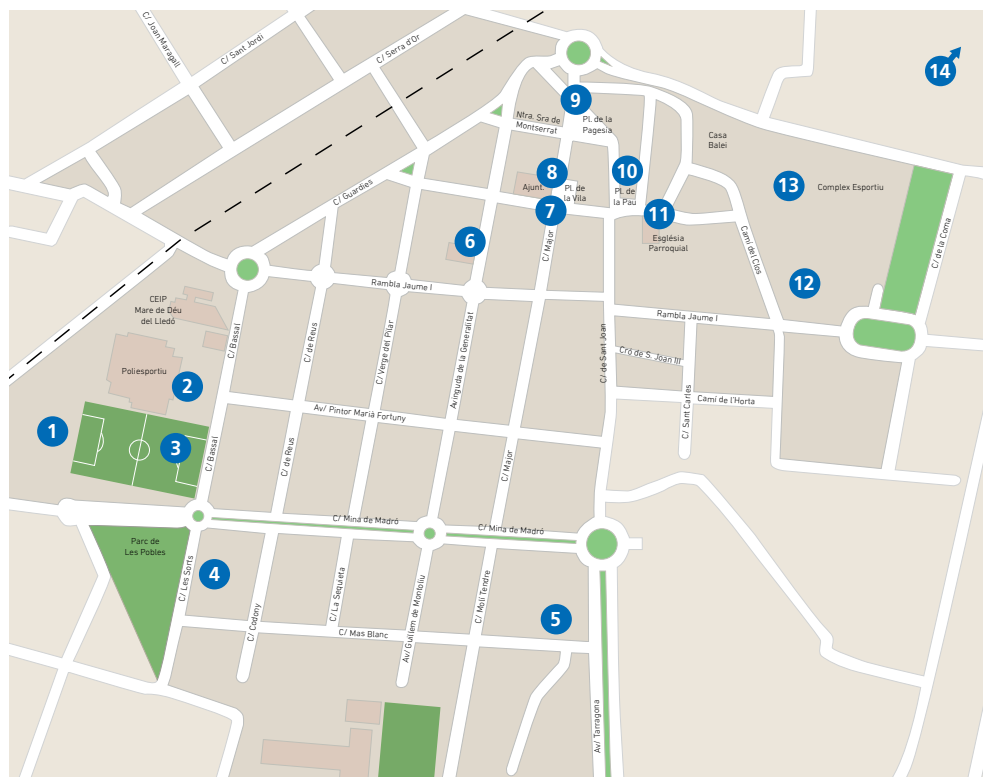 C/ Joan Maragall
C/ Sant Jordi
C/ Serra d'Or
14
9
Ntra. Sra de
Montserrat
Pl. de la
Pagesia
Casa
Balei
8
10
13
Complex Esportiu
C/ Guardies
Ajunt.
Pl. de
la Vila
Pl. de
la Pau
7
11
6
C/ Major
Església
Parroquial
Camí del Clos
C/ de la Coma
12
Rambla Jaume I
Rambla Jaume I
CEIP
Mare de Déu
del Lledó
C/ Bassal
C/ de Reus
C/ Verge del Pilar
Avinguda de la Generalitat
C/ de Sant Joan
Cró de S. Joan III
Poliesportiu
2
Camí de l'Horta
C/ Sant Carles
Av/ Pintor Marià Fortuny
1
3
C/ Bassal
C/ de Reus
C/ Major
C/ Mina de Madró
C/ Mina de Madró
Parc de
Les Pobles
4
C/ Les Sorts
C/ Codony
C/ La Sequieta
Av/ Guillem de Montoliu
C/ Molí Tendre
5
C/ Mas Blanc
Av/ Tarragona